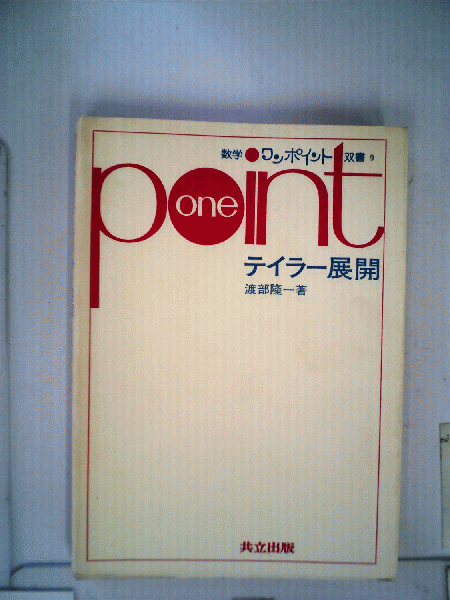 数学・ワンポイント双書 9
point
one
テイラー展開
渡部隆一著
共立出版